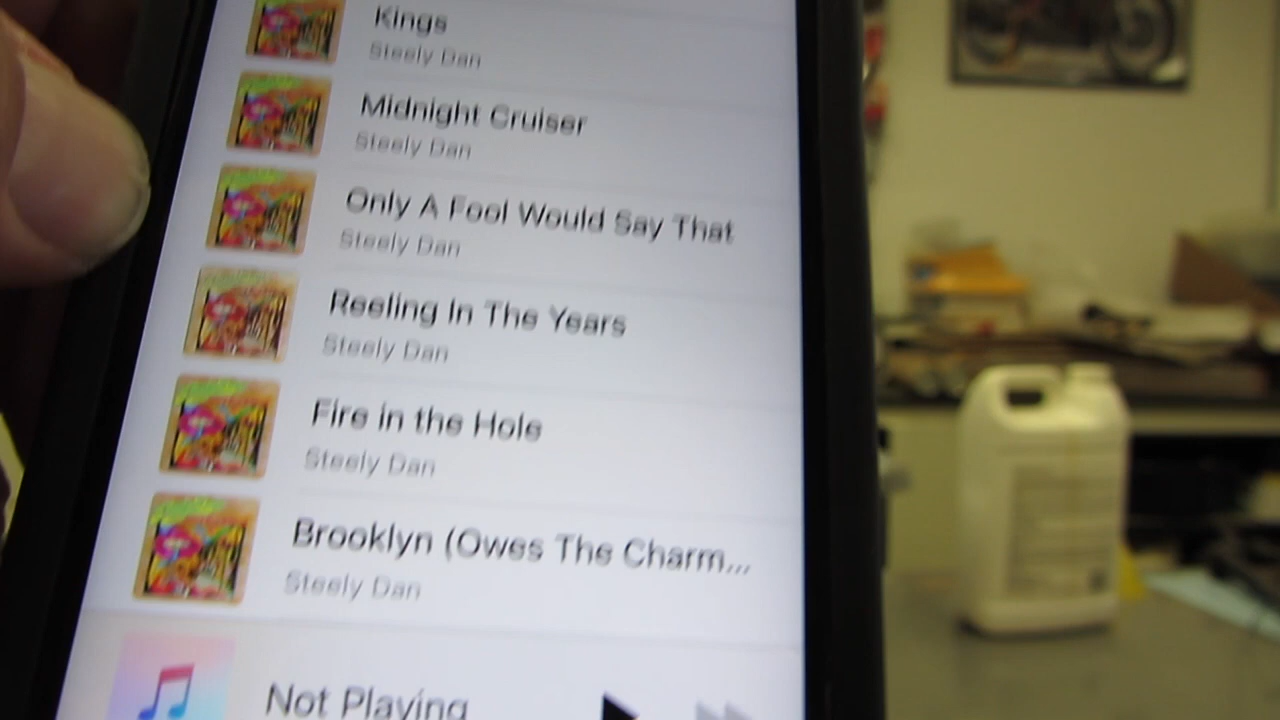 Kings
Steely Dan
Midnight Cruiser
Steely Dan
Only A Fool Would Say That
Steely Dan
Reeling In The Years
Steely Dan
Fire in the Hole
Steely Dan
Brooklyn (Owes The Charm...
Steely Dan
Not Playing